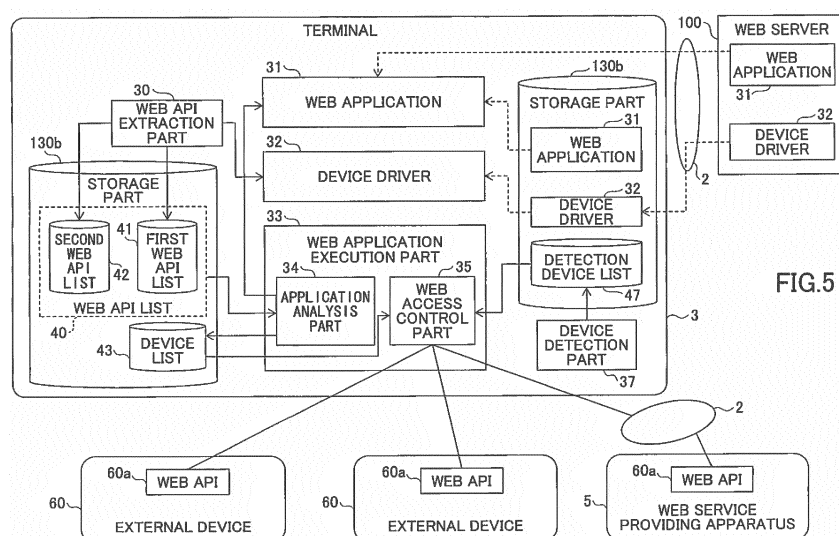 TERMINAL
100
WEB SERVER
WEB
APPLICATION
31
32
DEVICE
DRIVER
2
30
WEB API
EXTRACTION
PART
31
WEB APPLICATION
32
DEVICE DRIVER
130b
STORAGE PART
31
WEB
APPLICATION
32
DEVICE
DRIVER
DETECTION
DEVICE LIST
47
DEVICE
DETECTION
PART
37
3
130b
STORAGE
PART
SECOND
WEB
API LIST
42
41
FIRST
WEB
API LIST
WEB API LIST
40
43
DEVICE
LIST
33
WEB APPLICATION
EXECUTION PART
34
APPLICATION
ANALYSIS
PART
35
WEB
ACCESS
CONTROL
PART
FIG.5
2
60
60a
WEB API
EXTERNAL DEVICE
60
60a
WEB API
EXTERNAL DEVICE
5
60a
WEB API
WEB SERVICE
PROVIDING APPARATUS